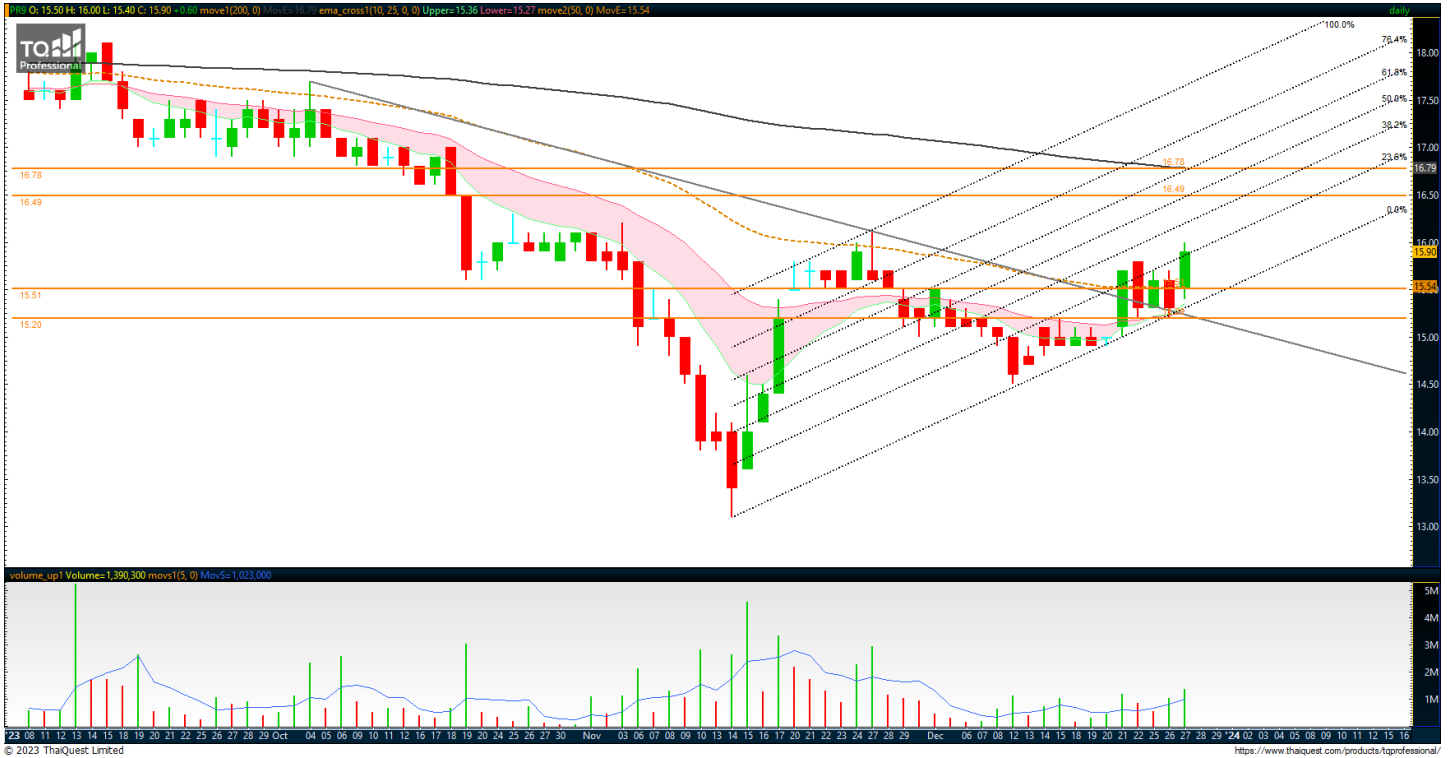 PR9 O: 15.50 H: 16.00 L: 15.40 C: 15.90 +0.60 move1(200, 0) MovE=16.79 ema_cross1(10, 25, 0, 0) Upper=15.36 Lower=15.27 move2(50, 0) MovE=15.54 daily
TQ
Professional
100.0%
76.4%
61.8%
50.0%
38.2%
23.6%
0.0%
18.00
17.50
17.00
16.79
16.50
16.00
15.90
15.54
15.00
14.50
14.00
13.50
13.00
16.78 16.78
16.49 16.49
15.51
15.20
volume_up1 Volume=1,390,300 movs1(5, 0) MovS=1,023,000
5M
4M
3M
2M
1M
'23 08 11 12 13 14 15 18 19 20 21 22 25 26 27 28 29 Oct 04 05 06 09 10 11 12 16 17 18 19 20 24 25 26 27 30 Nov 03 06 07 08 09 10 13 14 15 16 17 20 21 22 23 24 27 28 29 Dec 06 07 08 12 13 14 15 18 19 20 21 22 25 26 27 28 29 '24 02 03 04 05 08 09 10 11 12 15 16
© 2023 ThaiQuest Limited https://www.thaiquest.com/products/tqprofessional/